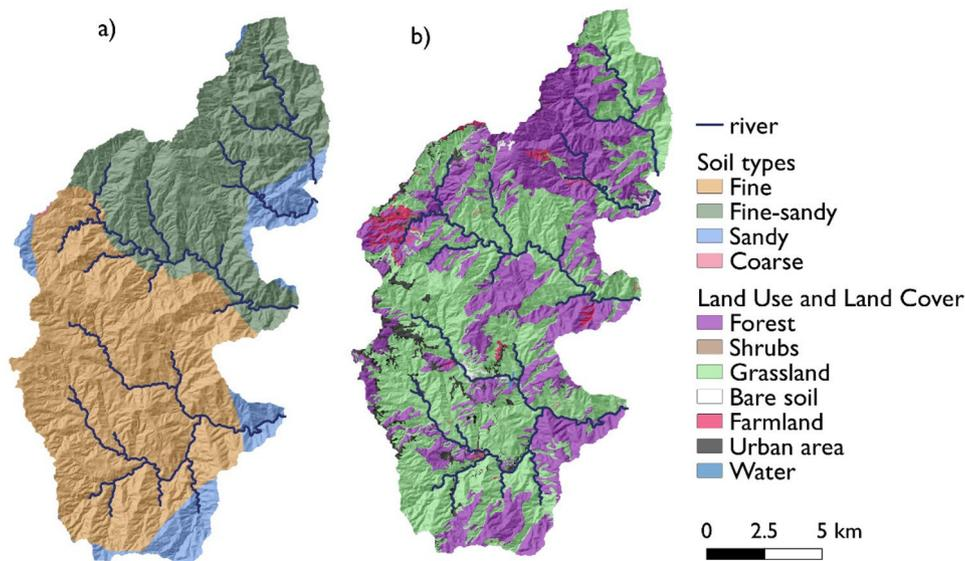 a)
b)
river
Soil types
Fine
Fine-sandy
Sandy
Coarse
Land Use and Land Cover
Forest
Shrubs
Grassland
Bare soil
Farmland
Urban area
Water
0 2.5 5 km